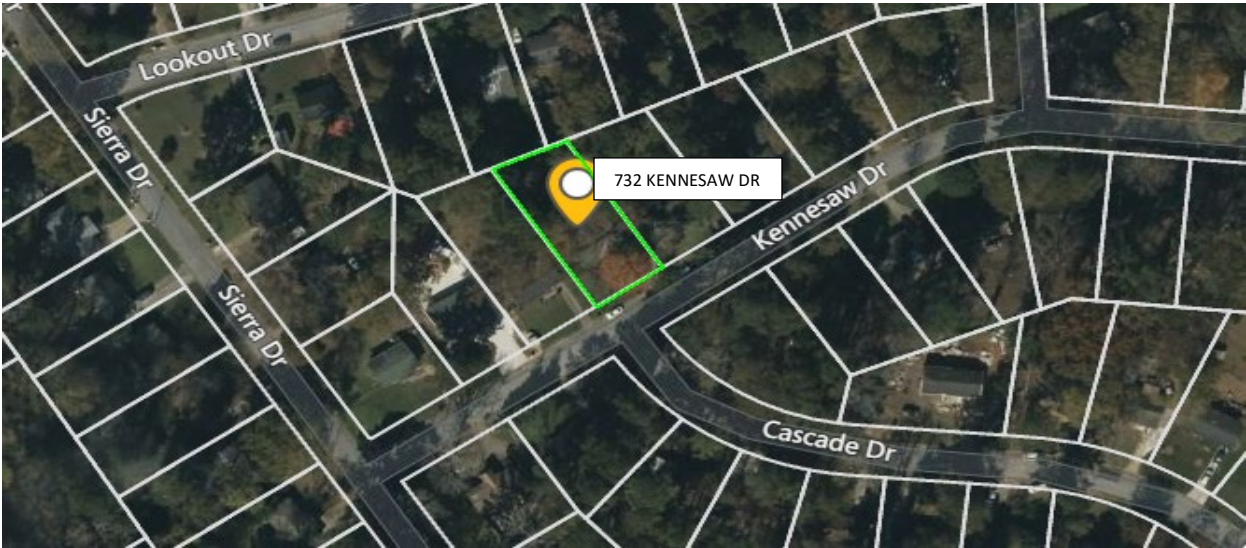 Lookout Dr
Sierra Dr
732 KENNESAW DR
Kennesaw Dr
Sierra Dr
Cascade Dr